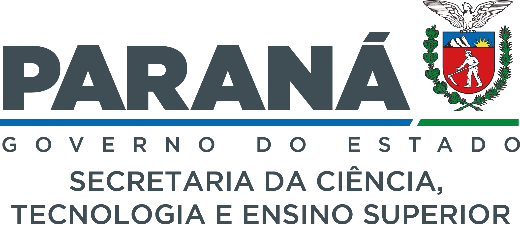 PARANÁ
GOVERNO DO ESTADO
SECRETARIA DA CIÊNCIA,
TECNOLOGIA E ENSINO SUPERIOR